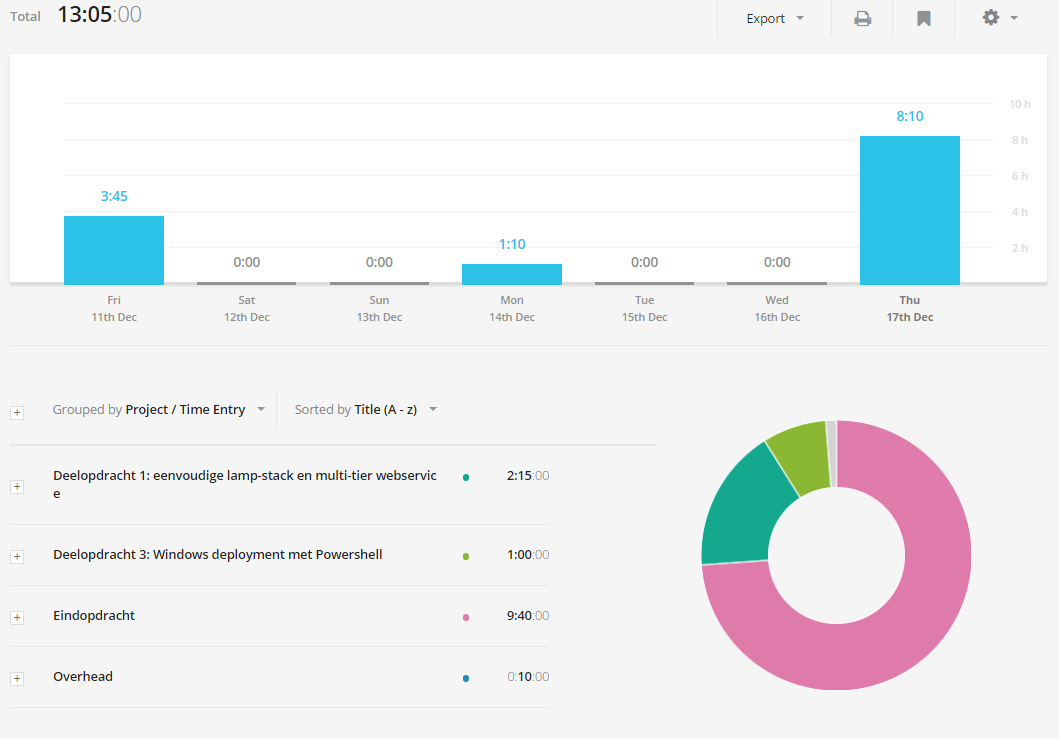 Total 13:05:00
Export
10 h
8:10
8 h
6 h
3:45
4 h
1:10
2 h
0:00 0:00 0:00 0:00
Fri Sat Sun Mon Tue Wed Thu
11th Dec 12th Dec 13th Dec 14th Dec 15th Dec 16th Dec 17th Dec
Grouped by Project / Time Entry Sorted by Title (A - z)
Deelopdracht 1: eenvoudige lamp-stack en multi-tier webservic 2:15:00
e
Deelopdracht 3: Windows deployment met Powershell 1:00:00
Eindopdracht 9:40:00
Overhead 0:10:00